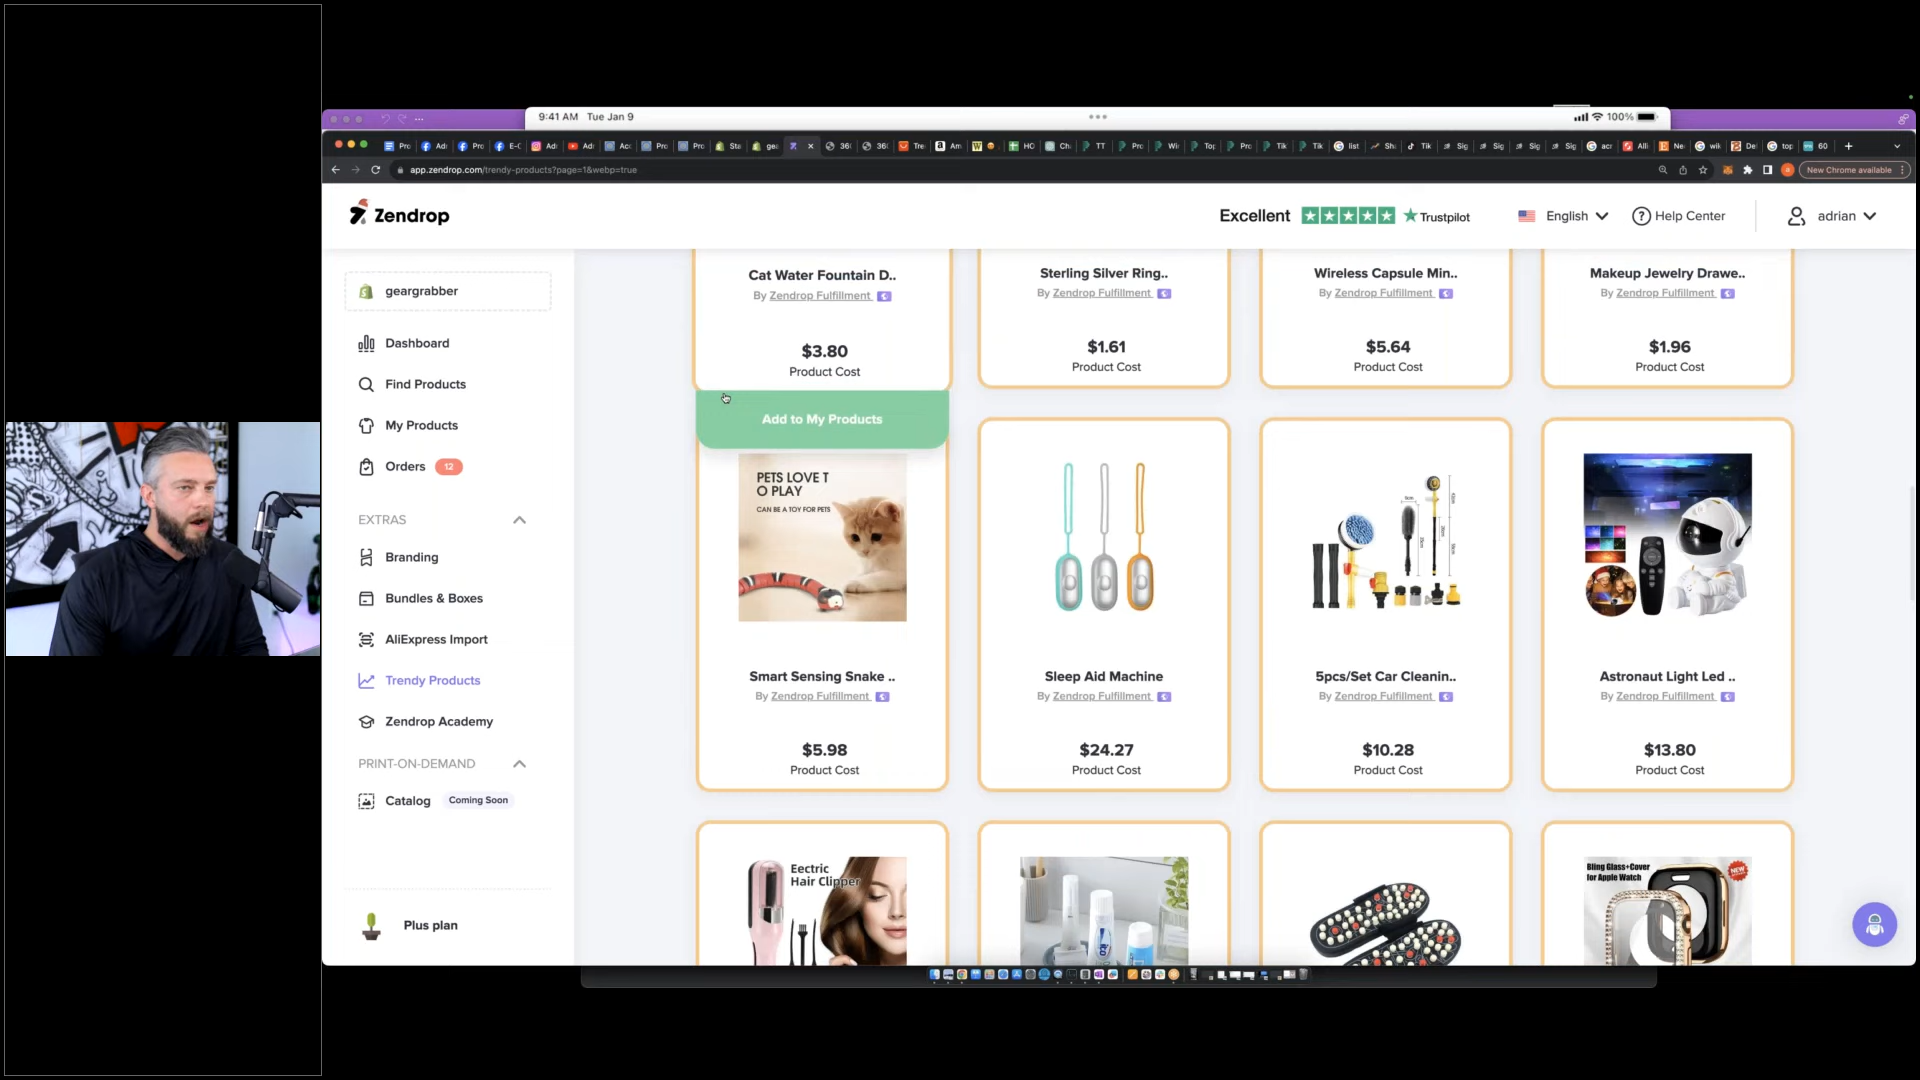 9:41 AM Tue Jan 9
100%
app.zendrop.com/trendy-products?page=1&webp=true
New Chrome available
Zendrop
Excellent
Trustpilot
English
Help Center
adrian
geargrabber
Dashboard
Find Products
My Products
Orders 12
EXTRAS
Branding
Bundles & Boxes
AliExpress Import
Trendy Products
Zendrop Academy
PRINT-ON-DEMAND
Catalog Coming Soon
Plus plan
Cat Water Fountain D..
By Zendrop Fulfillment
$3.80
Product Cost
Add to My Products
Sterling Silver Ring..
By Zendrop Fulfillment
$1.61
Product Cost
Wireless Capsule Min..
By Zendrop Fulfillment
$5.64
Product Cost
Makeup Jewelry Drawe..
By Zendrop Fulfillment
$1.96
Product Cost
PETS LOVE T
O PLAY
CAN BE A TOY FOR PETS
Smart Sensing Snake ..
By Zendrop Fulfillment
$5.98
Product Cost
Sleep Aid Machine
By Zendrop Fulfillment
$24.27
Product Cost
5pcs/Set Car Cleanin..
By Zendrop Fulfillment
$10.28
Product Cost
Astronaut Light Led ..
By Zendrop Fulfillment
$13.80
Product Cost
Eectric
Hair Clipper
Bling Glass+Cover
for Apple Watch
NEW